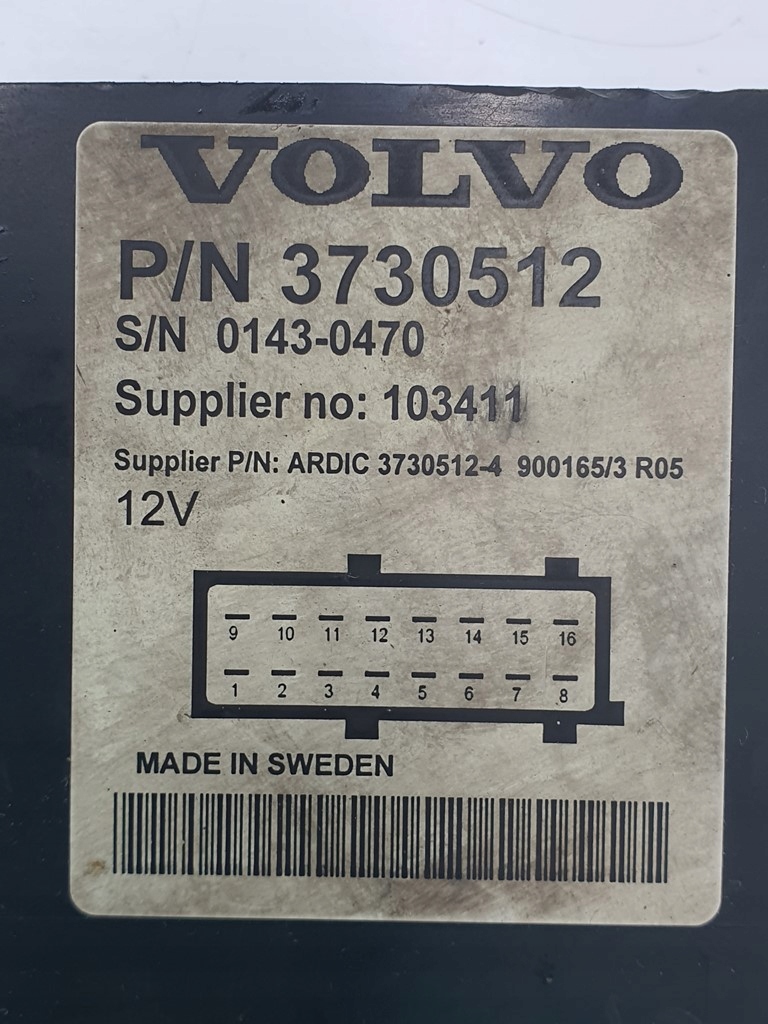 VOLVO
P/N 3730512
S/N 0143-0470
Supplier no: 103411
Supplier P/N: ARDIC 3730512-4 900165/3 R05
12V
9 10 11 12 13 14 15 16
1 2 3 4 5 6 7 8
MADE IN SWEDEN